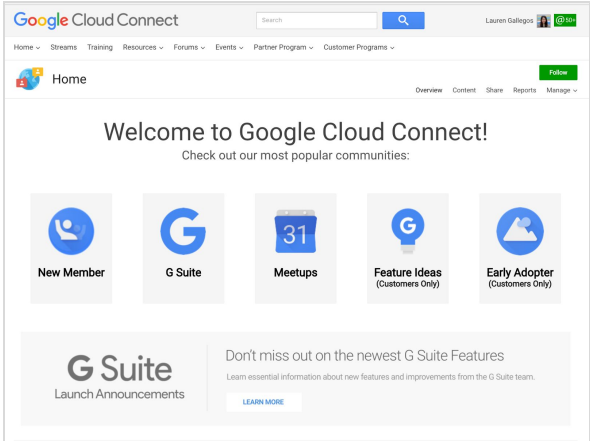 Google Cloud Connect
Search
Lauren Gallegos
@ 50+
Home Streams Training Resources Forums Events Partner Program Customer Programs
Home
Follow
Overview Content Share Reports Manage
Welcome to Google Cloud Connect!
Check out our most popular communities:
G
31
G
New Member
G Suite
Meetups
Feature Ideas
(Customers Only)
Early Adopter
(Customers Only)
G Suite
Launch Announcements
Don't miss out on the newest G Suite Features
Learn essential information about new features and improvements from the G Suite team.
LEARN MORE